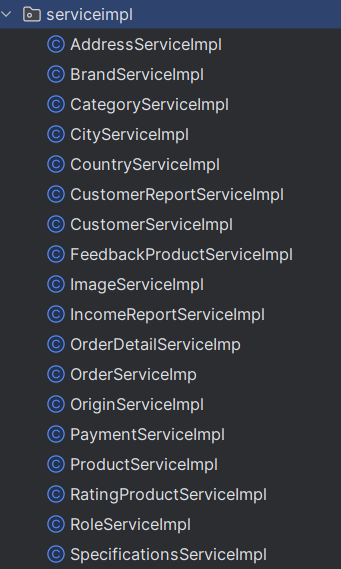 serviceimpl
AddressServiceImpl
BrandServiceImpl
CategoryServiceImpl
CityServiceImpl
CountryServiceImpl
CustomerReportServiceImpl
CustomerServiceImpl
FeedbackProductServiceImpl
ImageServiceImpl
IncomeReportServiceImpl
OrderDetailServiceImp
OrderServiceImp
OriginServiceImpl
PaymentServiceImpl
ProductServiceImpl
RatingProductServiceImpl
RoleServiceImpl
SpecificationsServiceImpl